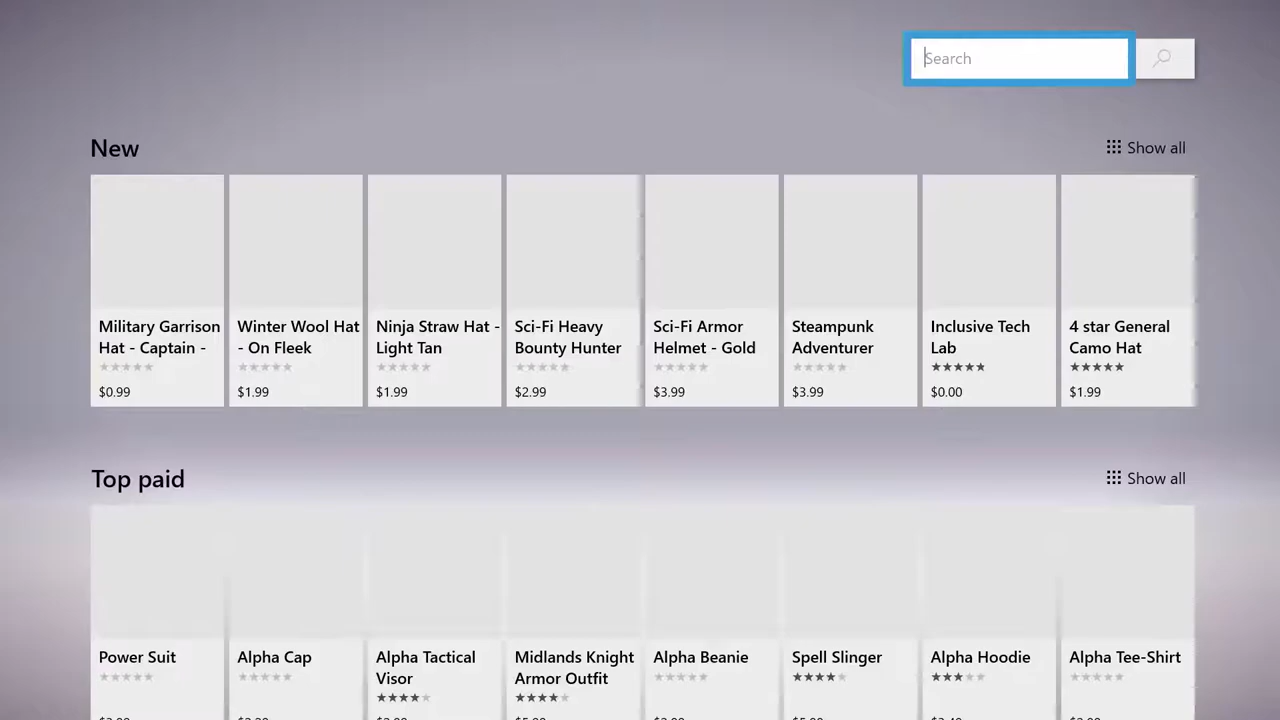 Search
New
Show all
Military Garrison
Hat - Captain -
$0.99
Winter Wool Hat
- On Fleek
$1.99
Ninja Straw Hat -
Light Tan
$1.99
Sci-Fi Heavy
Bounty Hunter
$2.99
Sci-Fi Armor
Helmet - Gold
$3.99
Steampunk
Adventurer
$3.99
Inclusive Tech
Lab
$0.00
4 star General
Camo Hat
$1.99
Top paid
Show all
Power Suit
Alpha Cap
Alpha Tactical
Visor
Midlands Knight
Armor Outfit
Alpha Beanie
Spell Slinger
Alpha Hoodie
Alpha Tee-Shirt